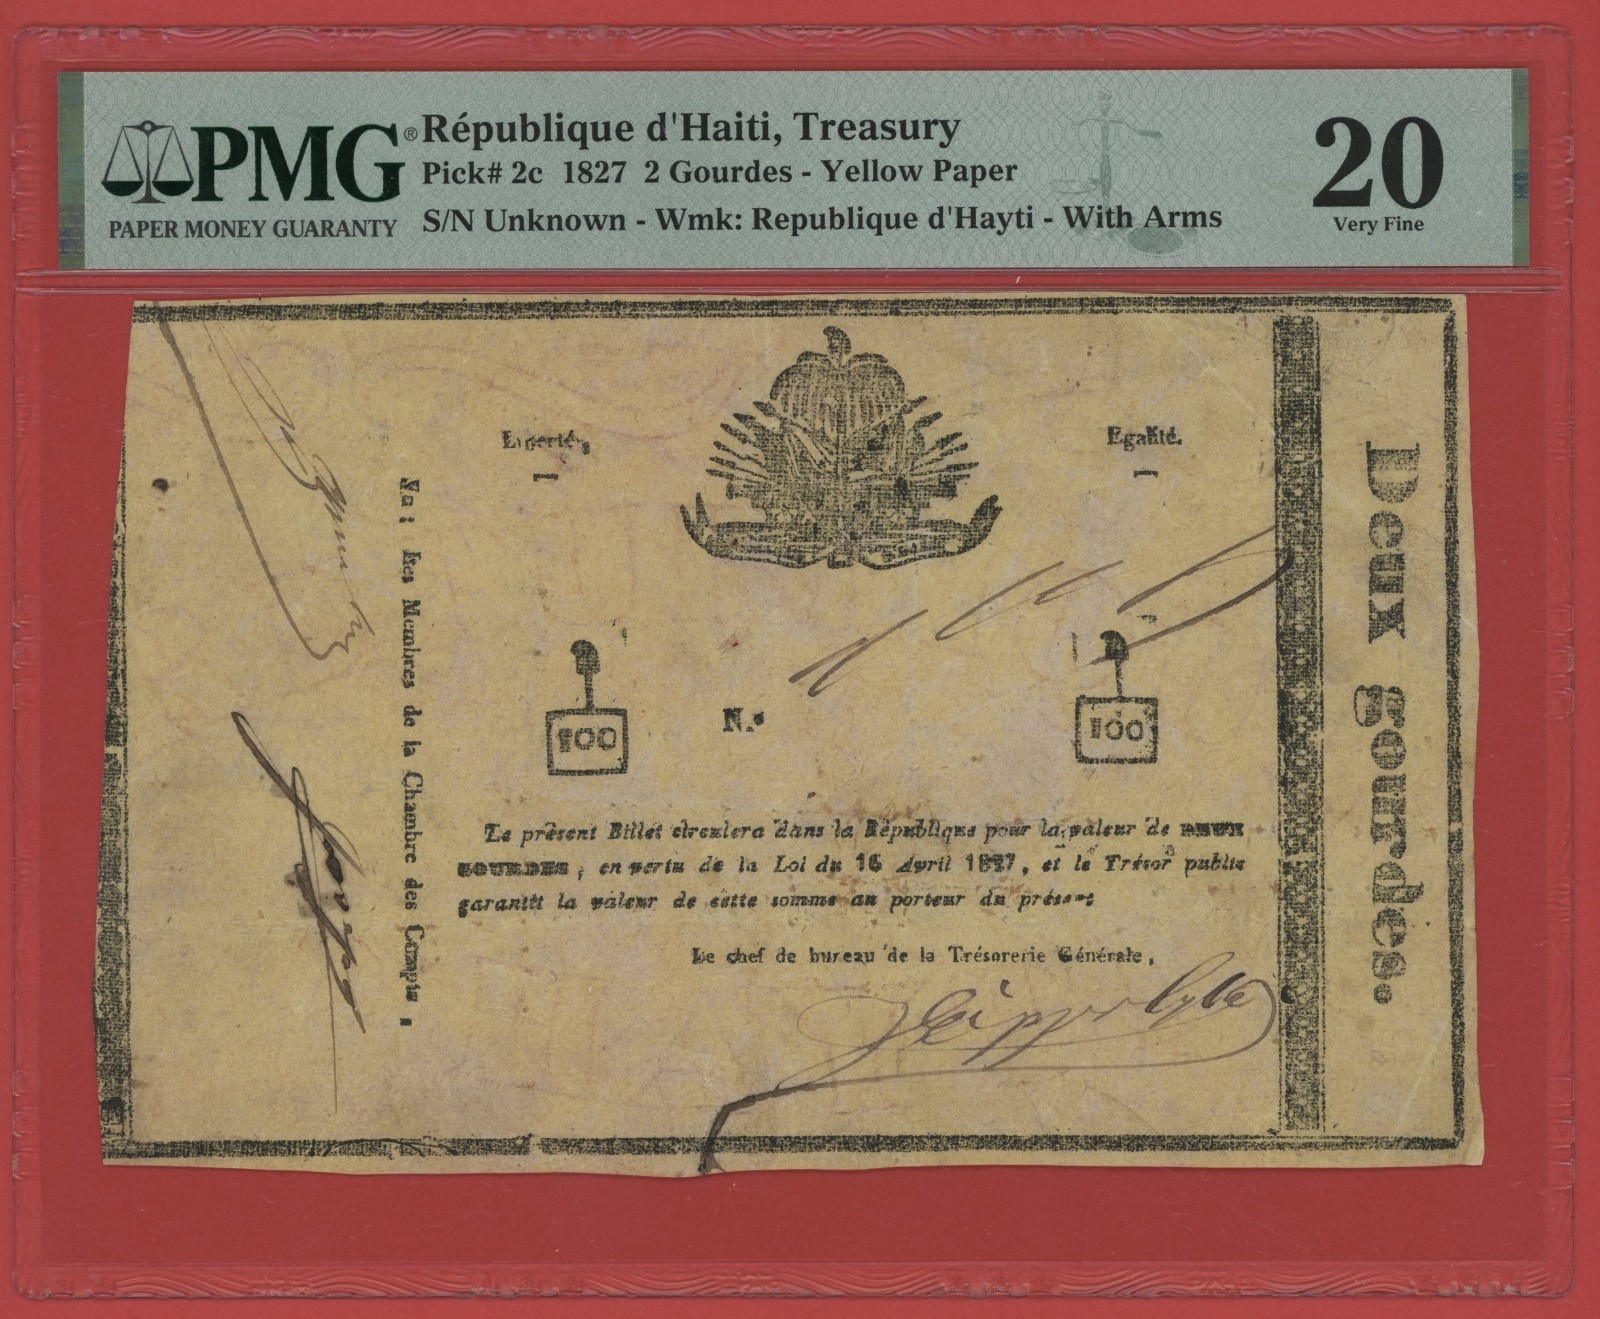 PMG®
PAPER MONEY GUARANTY
République d'Haiti, Treasury
Pick# 2c 1827 2 Gourdes - Yellow Paper
S/N Unknown - Wmk: Republique d'Hayti - With Arms
20
Very Fine
Liberté,
Egalité.
Deux gourdes.
Vu : Les Membres de la Chambre des Compts,
100
N.o
100
Le présent Billet circulera dans la République pour la valeur de DEUX
GOURDES, en vertu de la Loi du 16 Avril 1827, et le Trésor public
garantit la valeur de cette somme au porteur du présent
Le chef de bureau de la Trésorerie Générale,